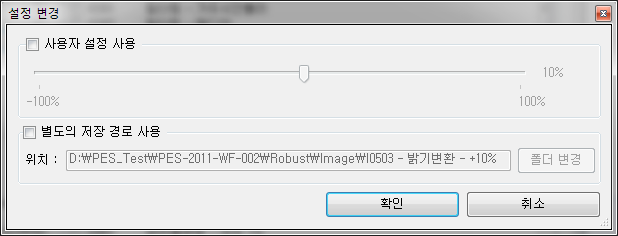 설정 변경
사용자 설정 사용
10%
-100%
100%
별도의 저장 경로 사용
위치 : D:₩PES_Test₩PES-2011-WF-002₩Robust₩Image₩I0503 - 밝기변환 - +10% 폴더 변경
확인 취소